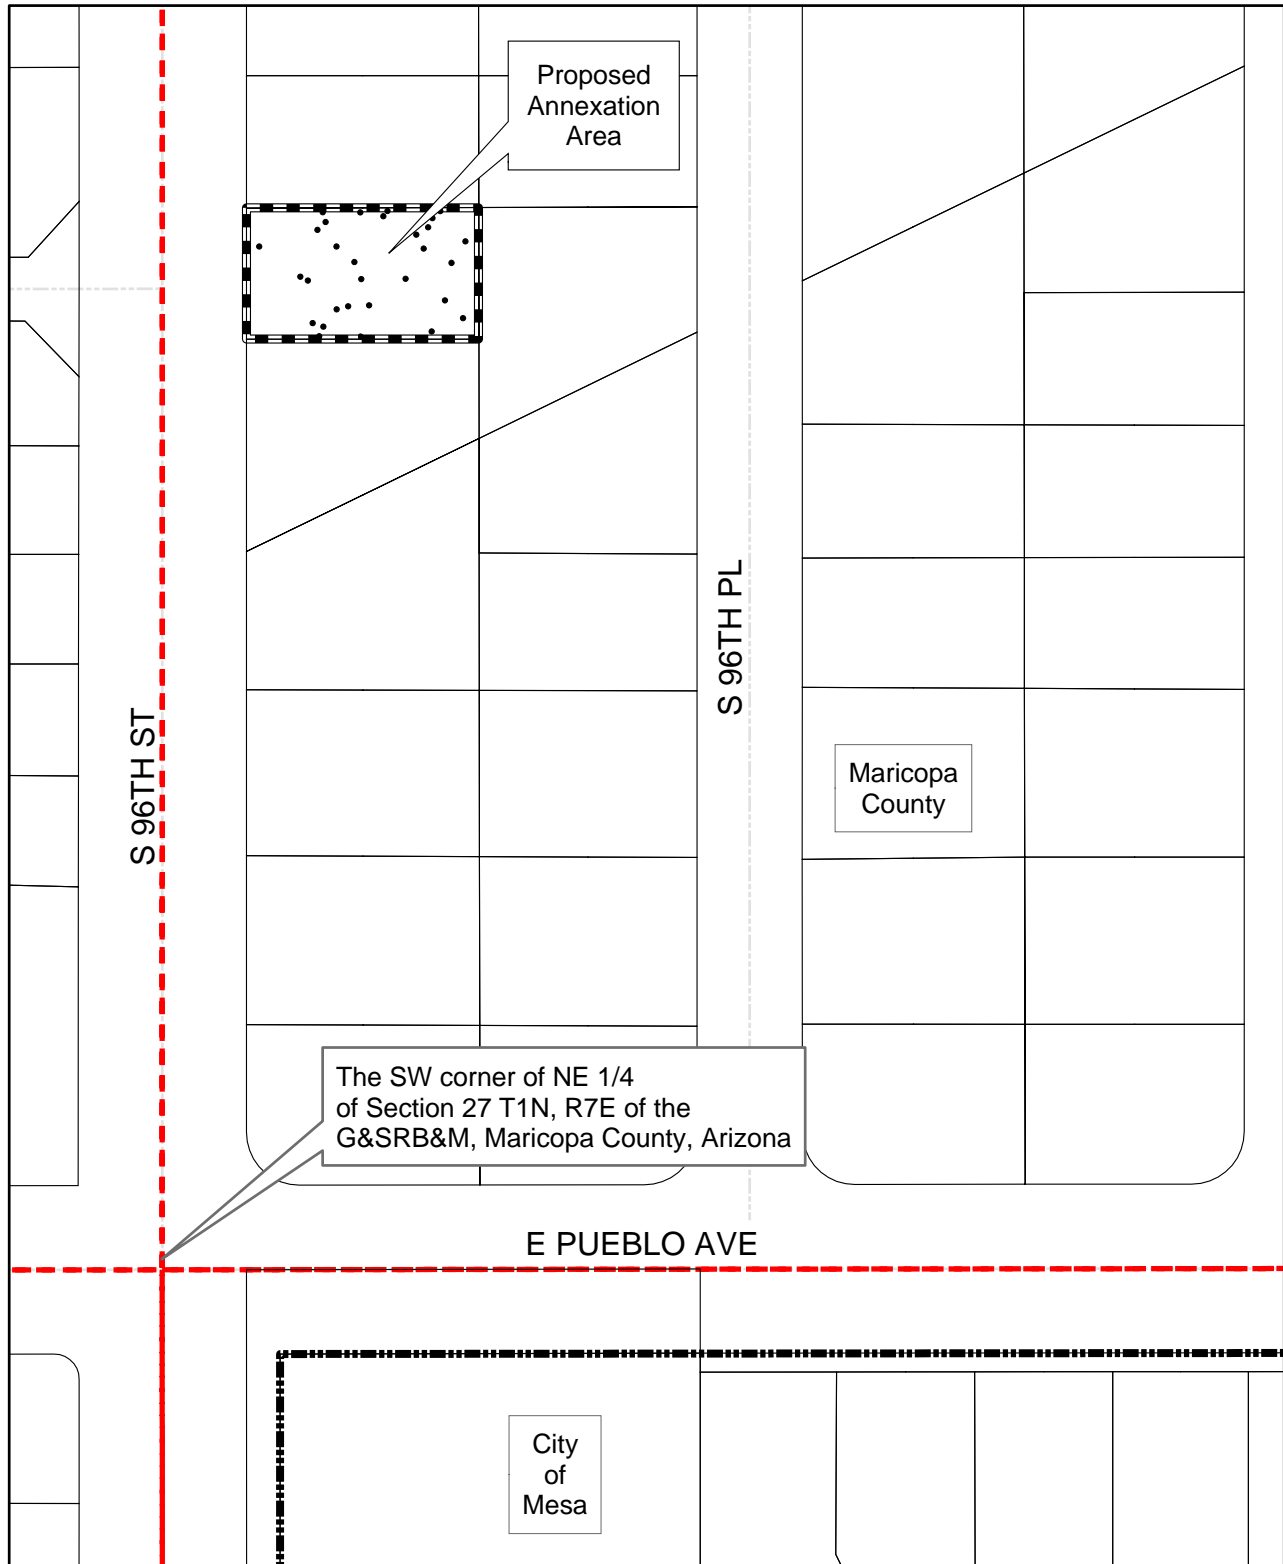 Proposed
Annexation
Area
S 96TH PL
S 96TH ST
Maricopa
County
The SW corner of NE 1/4
of Section 27 T1N, R7E of the
G&SRB&M, Maricopa County, Arizona
E PUEBLO AVE
City
of
Mesa